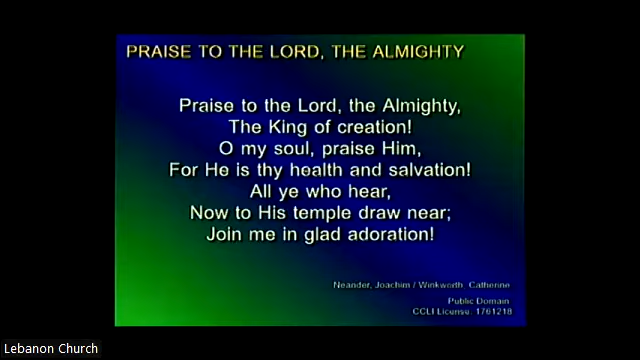 PRAISE TO THE LORD, THE ALMIGHTY
Praise to the Lord, the Almighty,
The King of creation!
O my soul, praise Him,
For He is thy health and salvation!
All ye who hear,
Now to His temple draw near;
Join me in glad adoration!
Neander, Joachim / Winkworth, Catherine
Public Domain
CCLI License: 1761218
Lebanon Church